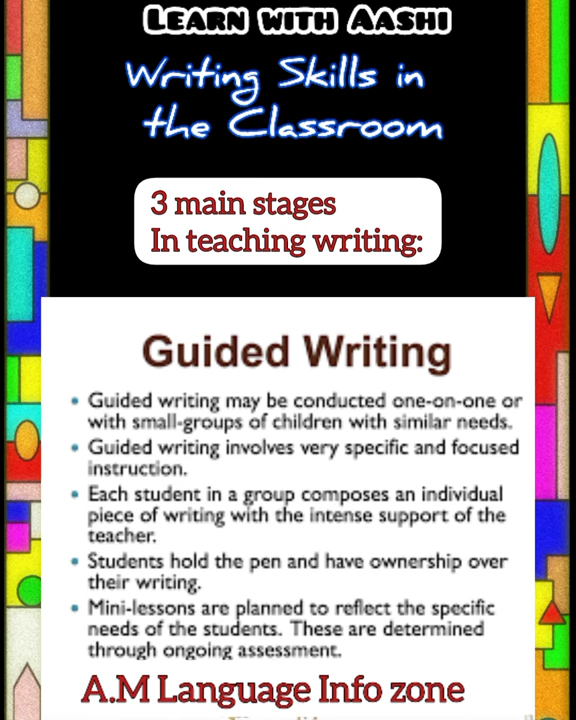 LEARN WITH AASHI
Writing Skills in
the Classroom
3 main stages
In teaching writing:
Guided Writing
• Guided writing may be conducted one-on-one or
with small-groups of children with similar needs.
• Guided writing involves very specific and focused
instruction.
• Each student in a group composes an individual
piece of writing with the intense support of the
teacher.
• Students hold the pen and have ownership over
their writing.
• Mini-lessons are planned to reflect the specific
needs of the students. These are determined
through ongoing assessment.
A.M Language Info zone